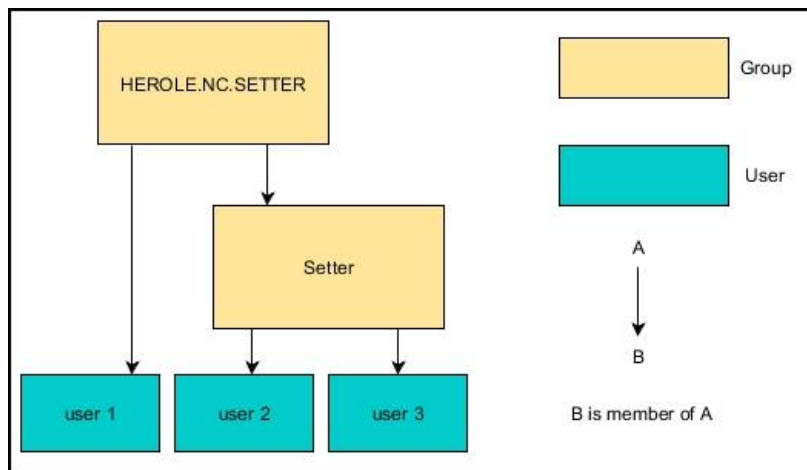 HEROLE.NC.SETTER
Group
User
Setter
A
B
user 1
user 2
user 3
B is member of A